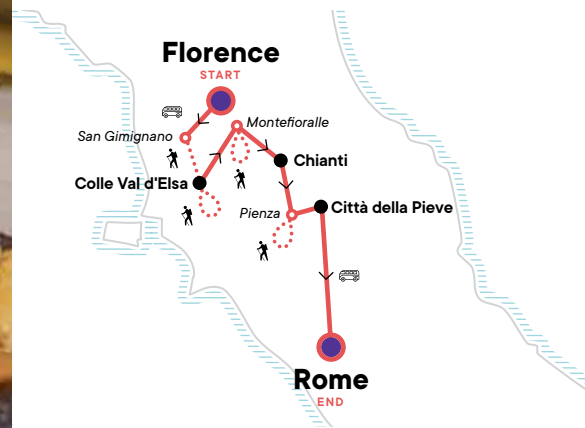 Florence
START
Montefioralle
San Gimignano
Chianti
Colle Val d'Elsa
Pienza
Città della Pieve
Rome
END